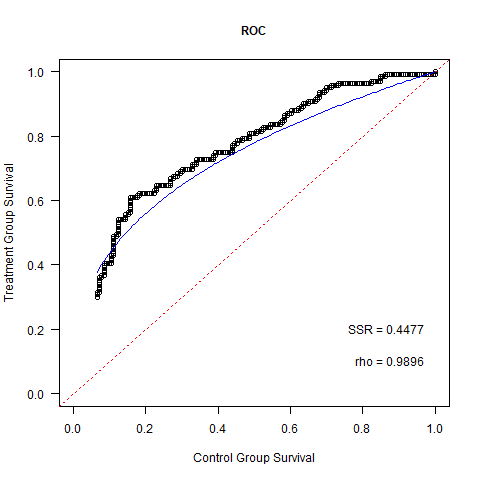 ROC
Treatment Group Survival
1.0
0.8
0.6
0.4
0.2
0.0
SSR = 0.4477
rho = 0.9896
0.0 0.2 0.4 0.6 0.8 1.0
Control Group Survival